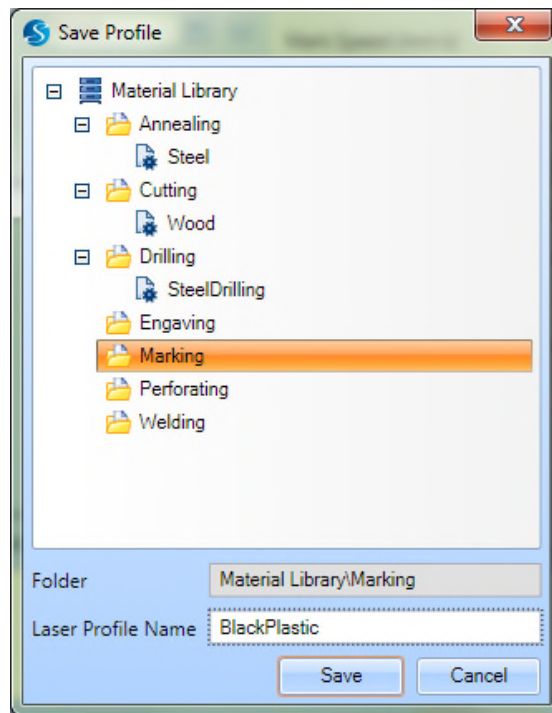 Save Profile
Material Library
Annealing
Steel
Cutting
Wood
Drilling
SteelDrilling
Engaving
Marking
Perforating
Welding
Folder Material Library\Marking
Laser Profile Name BlackPlastic
Save Cancel